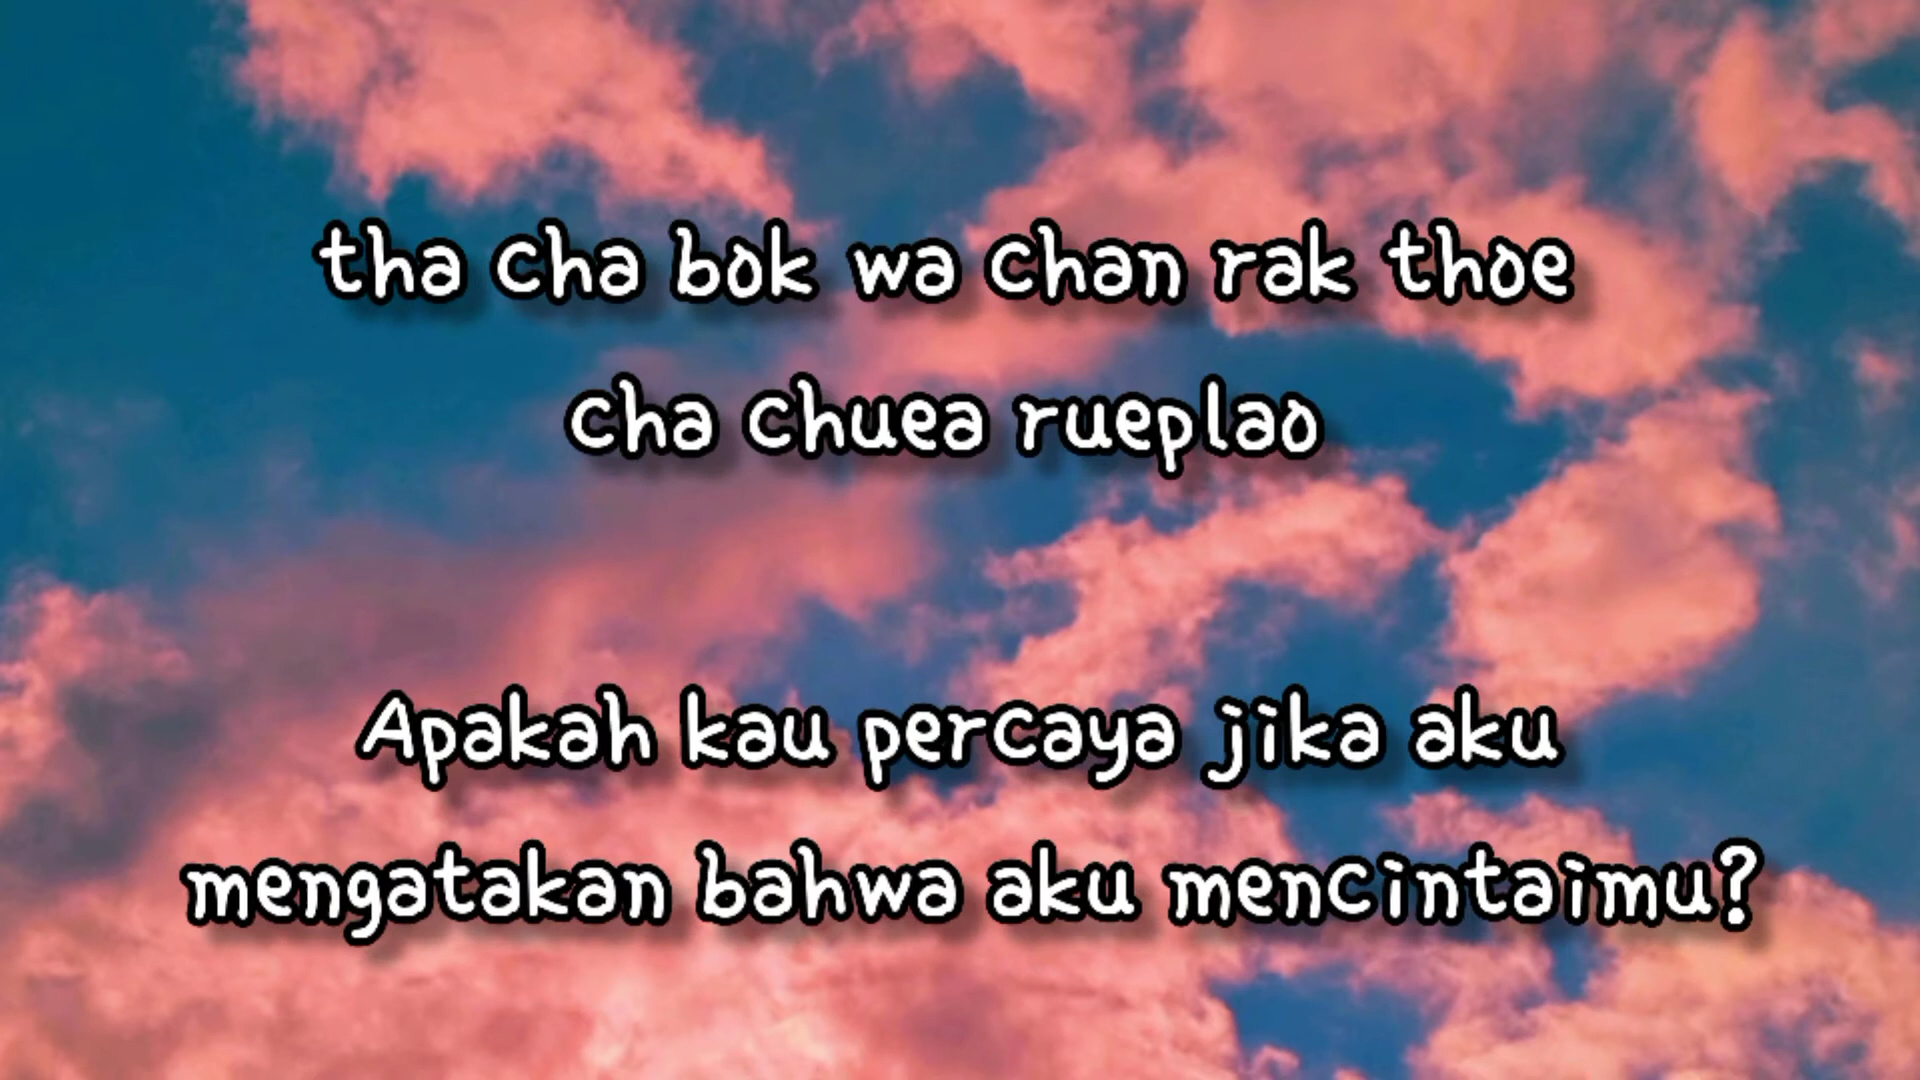 tha cha bok wa chan rak thoe
cha chuea rueplao
Apakah kau percaya jika aku
mengatakan bahwa aku mencintaimu?